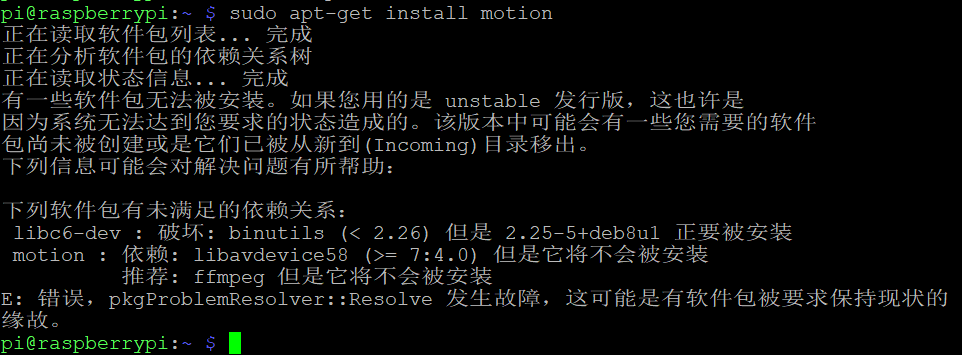 pi@raspberrypi:~ $ sudo apt-get install motion
正在读取软件包列表... 完成
正在分析软件包的依赖关系树
正在读取状态信息... 完成
有一些软件包无法被安装。如果您用的是 unstable 发行版，这也许是
因为系统无法达到您要求的状态造成的。该版本中可能会有一些您需要的软件
包尚未被创建或是它们已被从新到(Incoming)目录移出。
下列信息可能会对解决问题有所帮助：
下列软件包有未满足的依赖关系：
libc6-dev : 破坏: binutils (< 2.26) 但是 2.25-5+deb8u1 正要被安装
motion : 依赖: libavdevice58 (>= 7:4.0) 但是它将不会被安装
推荐: ffmpeg 但是它将不会被安装
E: 错误，pkgProblemResolver::Resolve 发生故障，这可能是有软件包被要求保持现状的
缘故。
pi@raspberrypi:~ $